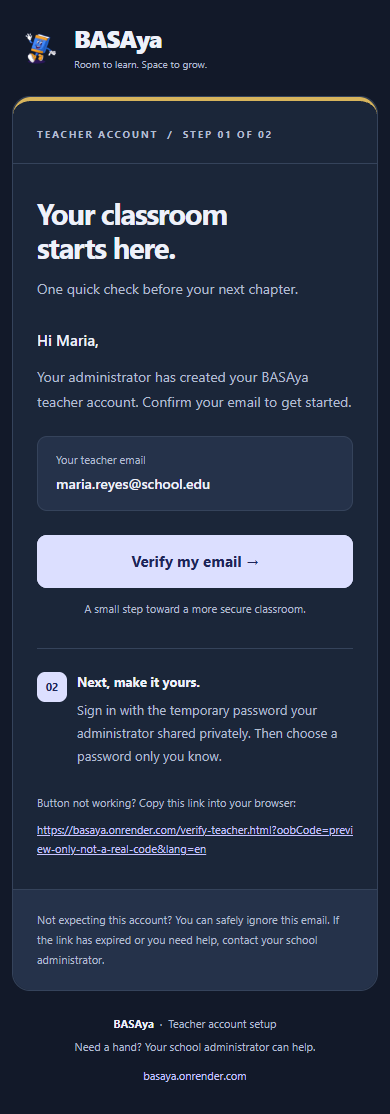 BASAya
Room to learn. Space to grow.
TEACHER ACCOUNT / STEP 01 OF 02
Your classroom
starts here.
One quick check before your next chapter.
Hi Maria,
Your administrator has created your BASAya
teacher account. Confirm your email to get started.
Your teacher email
maria.reyes@school.edu
Verify my email →
A small step toward a more secure classroom.
02
Next, make it yours.
Sign in with the temporary password your
administrator shared privately. Then choose a
password only you know.
Button not working? Copy this link into your browser:
https://basaya.onrender.com/verify-teacher.html?oobCode=previ
ew-only-not-a-real-code&lang=en
Not expecting this account? You can safely ignore this email. If
the link has expired or you need help, contact your school
administrator.
BASAya · Teacher account setup
Need a hand? Your school administrator can help.
basaya.onrender.com